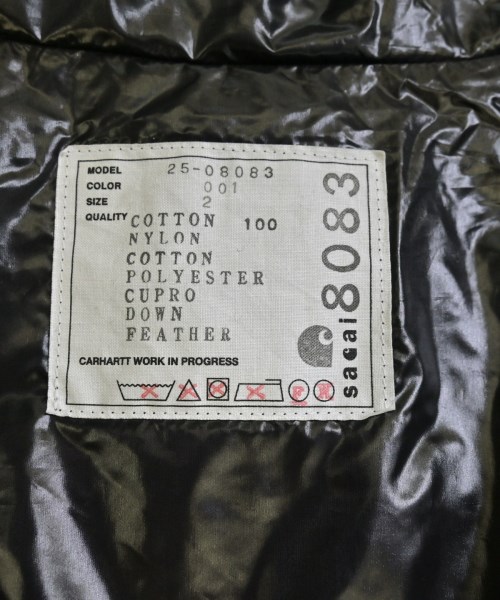 MODEL 25-08083
COLOR 001
SIZE 2
QUALITY COTTON 100
NYLON
COTTON
POLYESTER
CUPRO
DOWN
FEATHER
CARHARTT WORK IN PROGRESS
sacai 8083